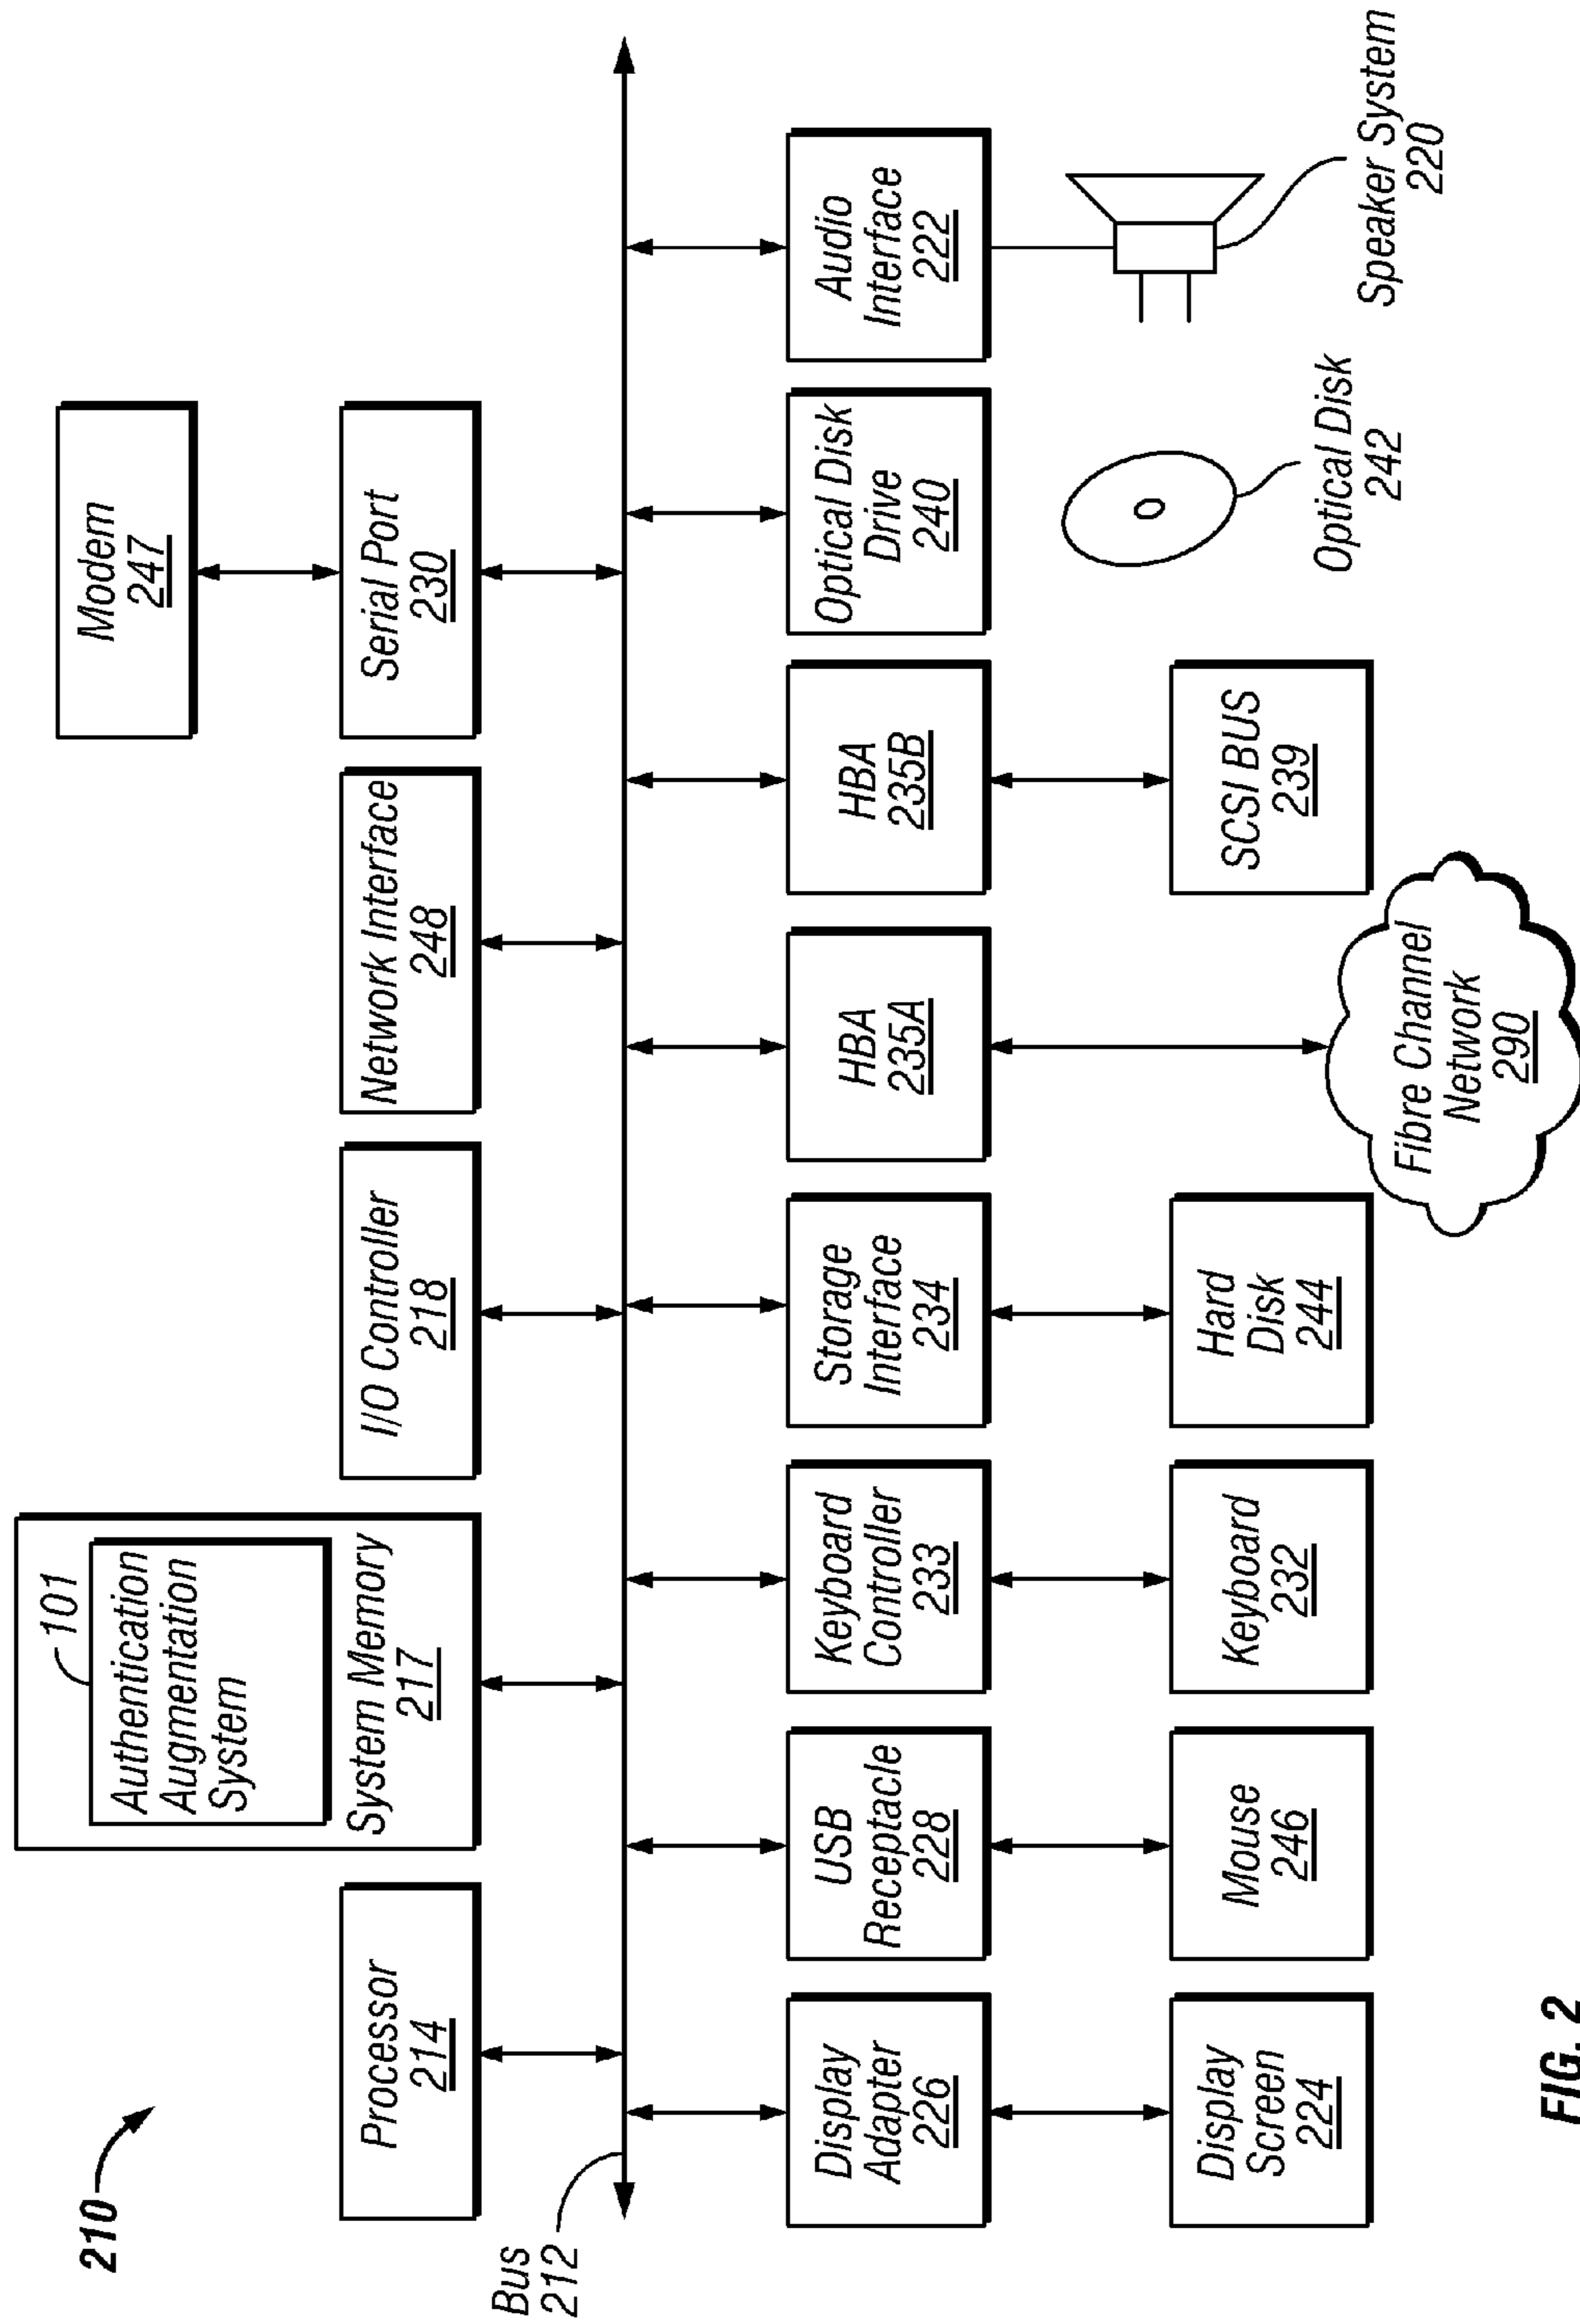 210
Modem
247
101
Authentication
Augmentation
System
System Memory
217
Processor
214
I/O Controller
218
Network Interface
248
Serial Port
230
Bus
212
Display
Adapter
226
USB
Receptacle
228
Keyboard
Controller
233
Storage
Interface
234
HBA
235A
HBA
235B
Optical Disk
Drive
240
Audio
Interface
222
Display
Screen
224
Mouse
246
Keyboard
232
Hard
Disk
244
Fibre Channel
Network
290
SCSI BUS
239
Optical Disk
242
Speaker System
220
FIG. 2